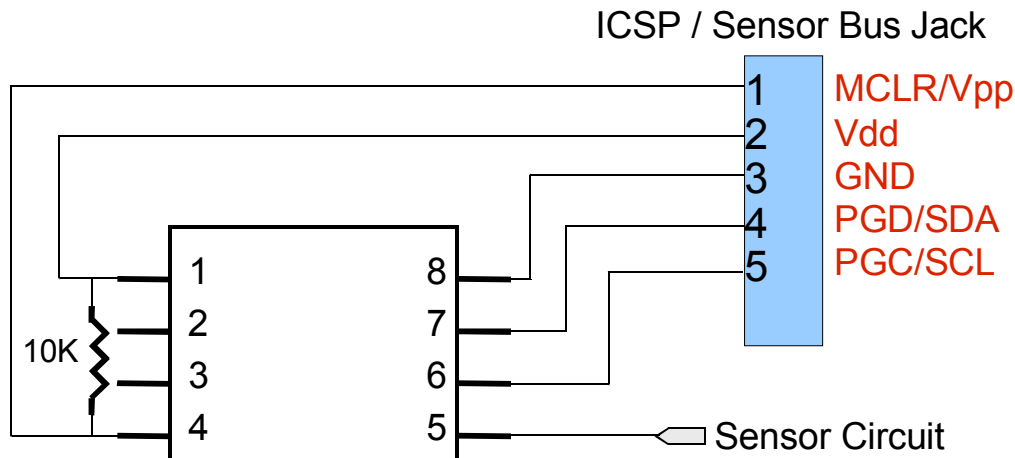 ICSP / Sensor Bus Jack
1 MCLR/Vpp
2 Vdd
3 GND
4 PGD/SDA
5 PGC/SCL
1 8
2 7
10K
3 6
4 5
Sensor Circuit